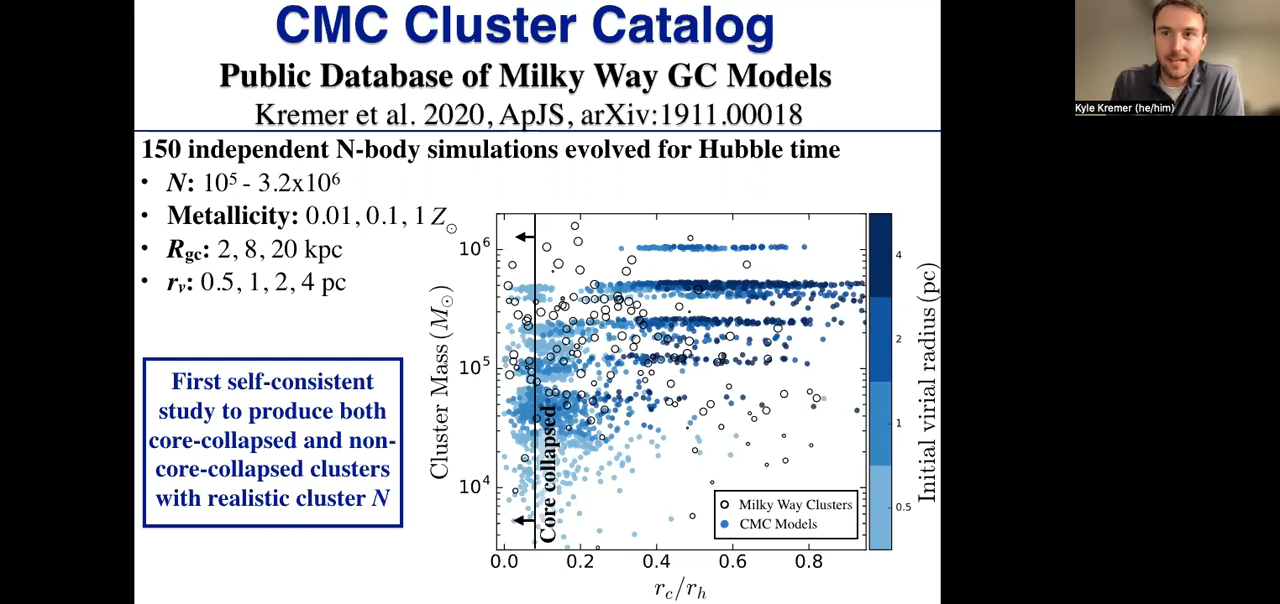 CMC Cluster Catalog
Public Database of Milky Way GC Models
Kremer et al. 2020, ApJS, arXiv:1911.00018
Kyle Kremer (he/him)
150 independent N-body simulations evolved for Hubble time
• N: 10⁵ - 3.2x10⁶
• Metallicity: 0.01, 0.1, 1 Z☉
• Rgc: 2, 8, 20 kpc
• rv: 0.5, 1, 2, 4 pc
First self-consistent
study to produce both
core-collapsed and non-
core-collapsed clusters
with realistic cluster N
Cluster Mass (M☉)
10⁶
10⁵
10⁴
Core collapsed
Milky Way Clusters
CMC Models
0.0 0.2 0.4 0.6 0.8
rc/rh
4
2
1
0.5
Initial virial radius (pc)